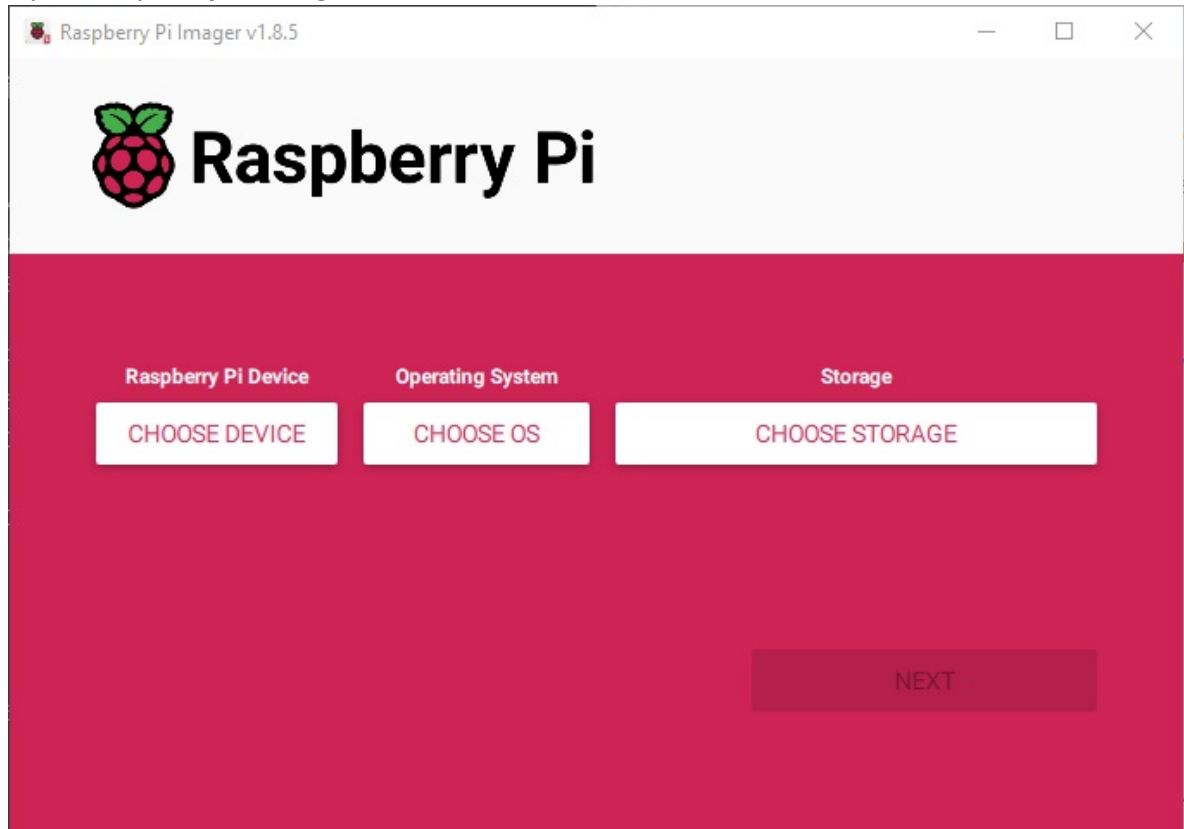 Raspberry Pi Imager v1.8.5
Raspberry Pi
Raspberry Pi Device
Operating System
Storage
CHOOSE DEVICE
CHOOSE OS
CHOOSE STORAGE
NEXT